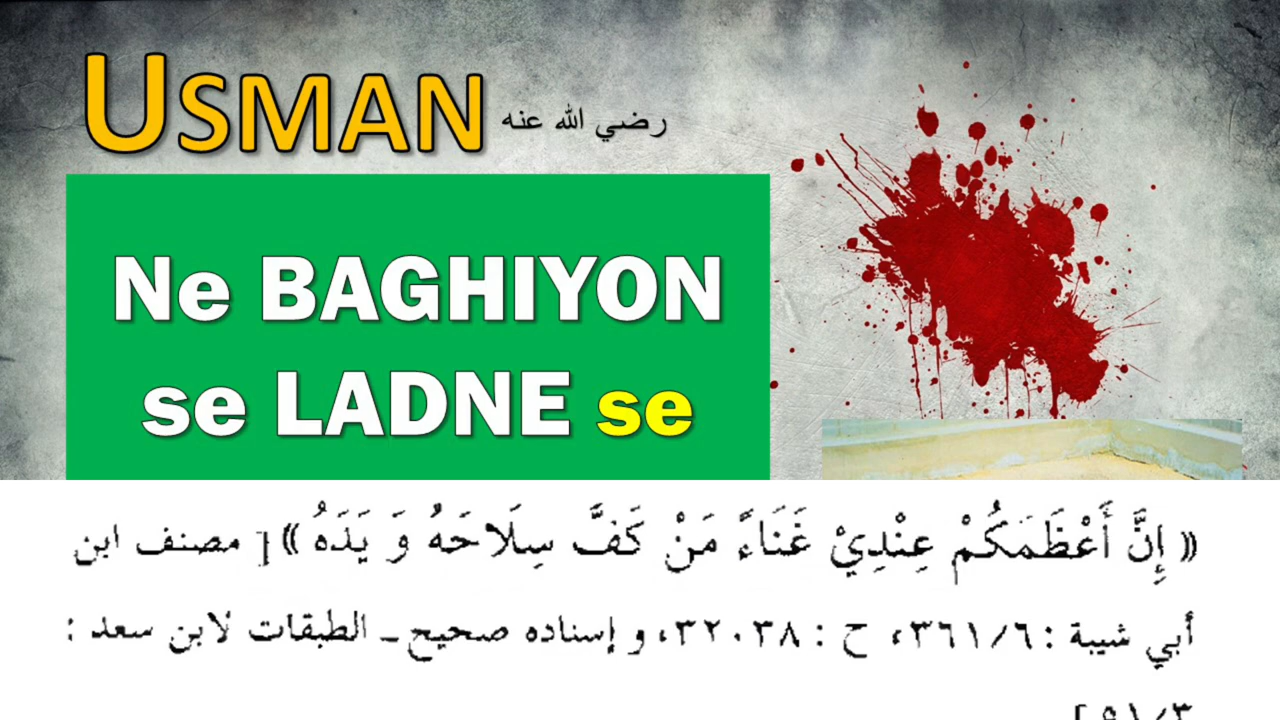 USMAN رضي الله عنه
Ne BAGHIYON
se LADNE se
(( إِنَّ أَعْظَمَكُمْ عِنْدِيْ غَنَاءً مَنْ كَفَّ سِلَاحَهُ وَ يَدَهُ )) [ مصنف ابن
أبي شيبة : ٣٦١/٦، ح : ٣٢٠٣٨، و إسناده صحيح ـ الطبقات لابن سعد :